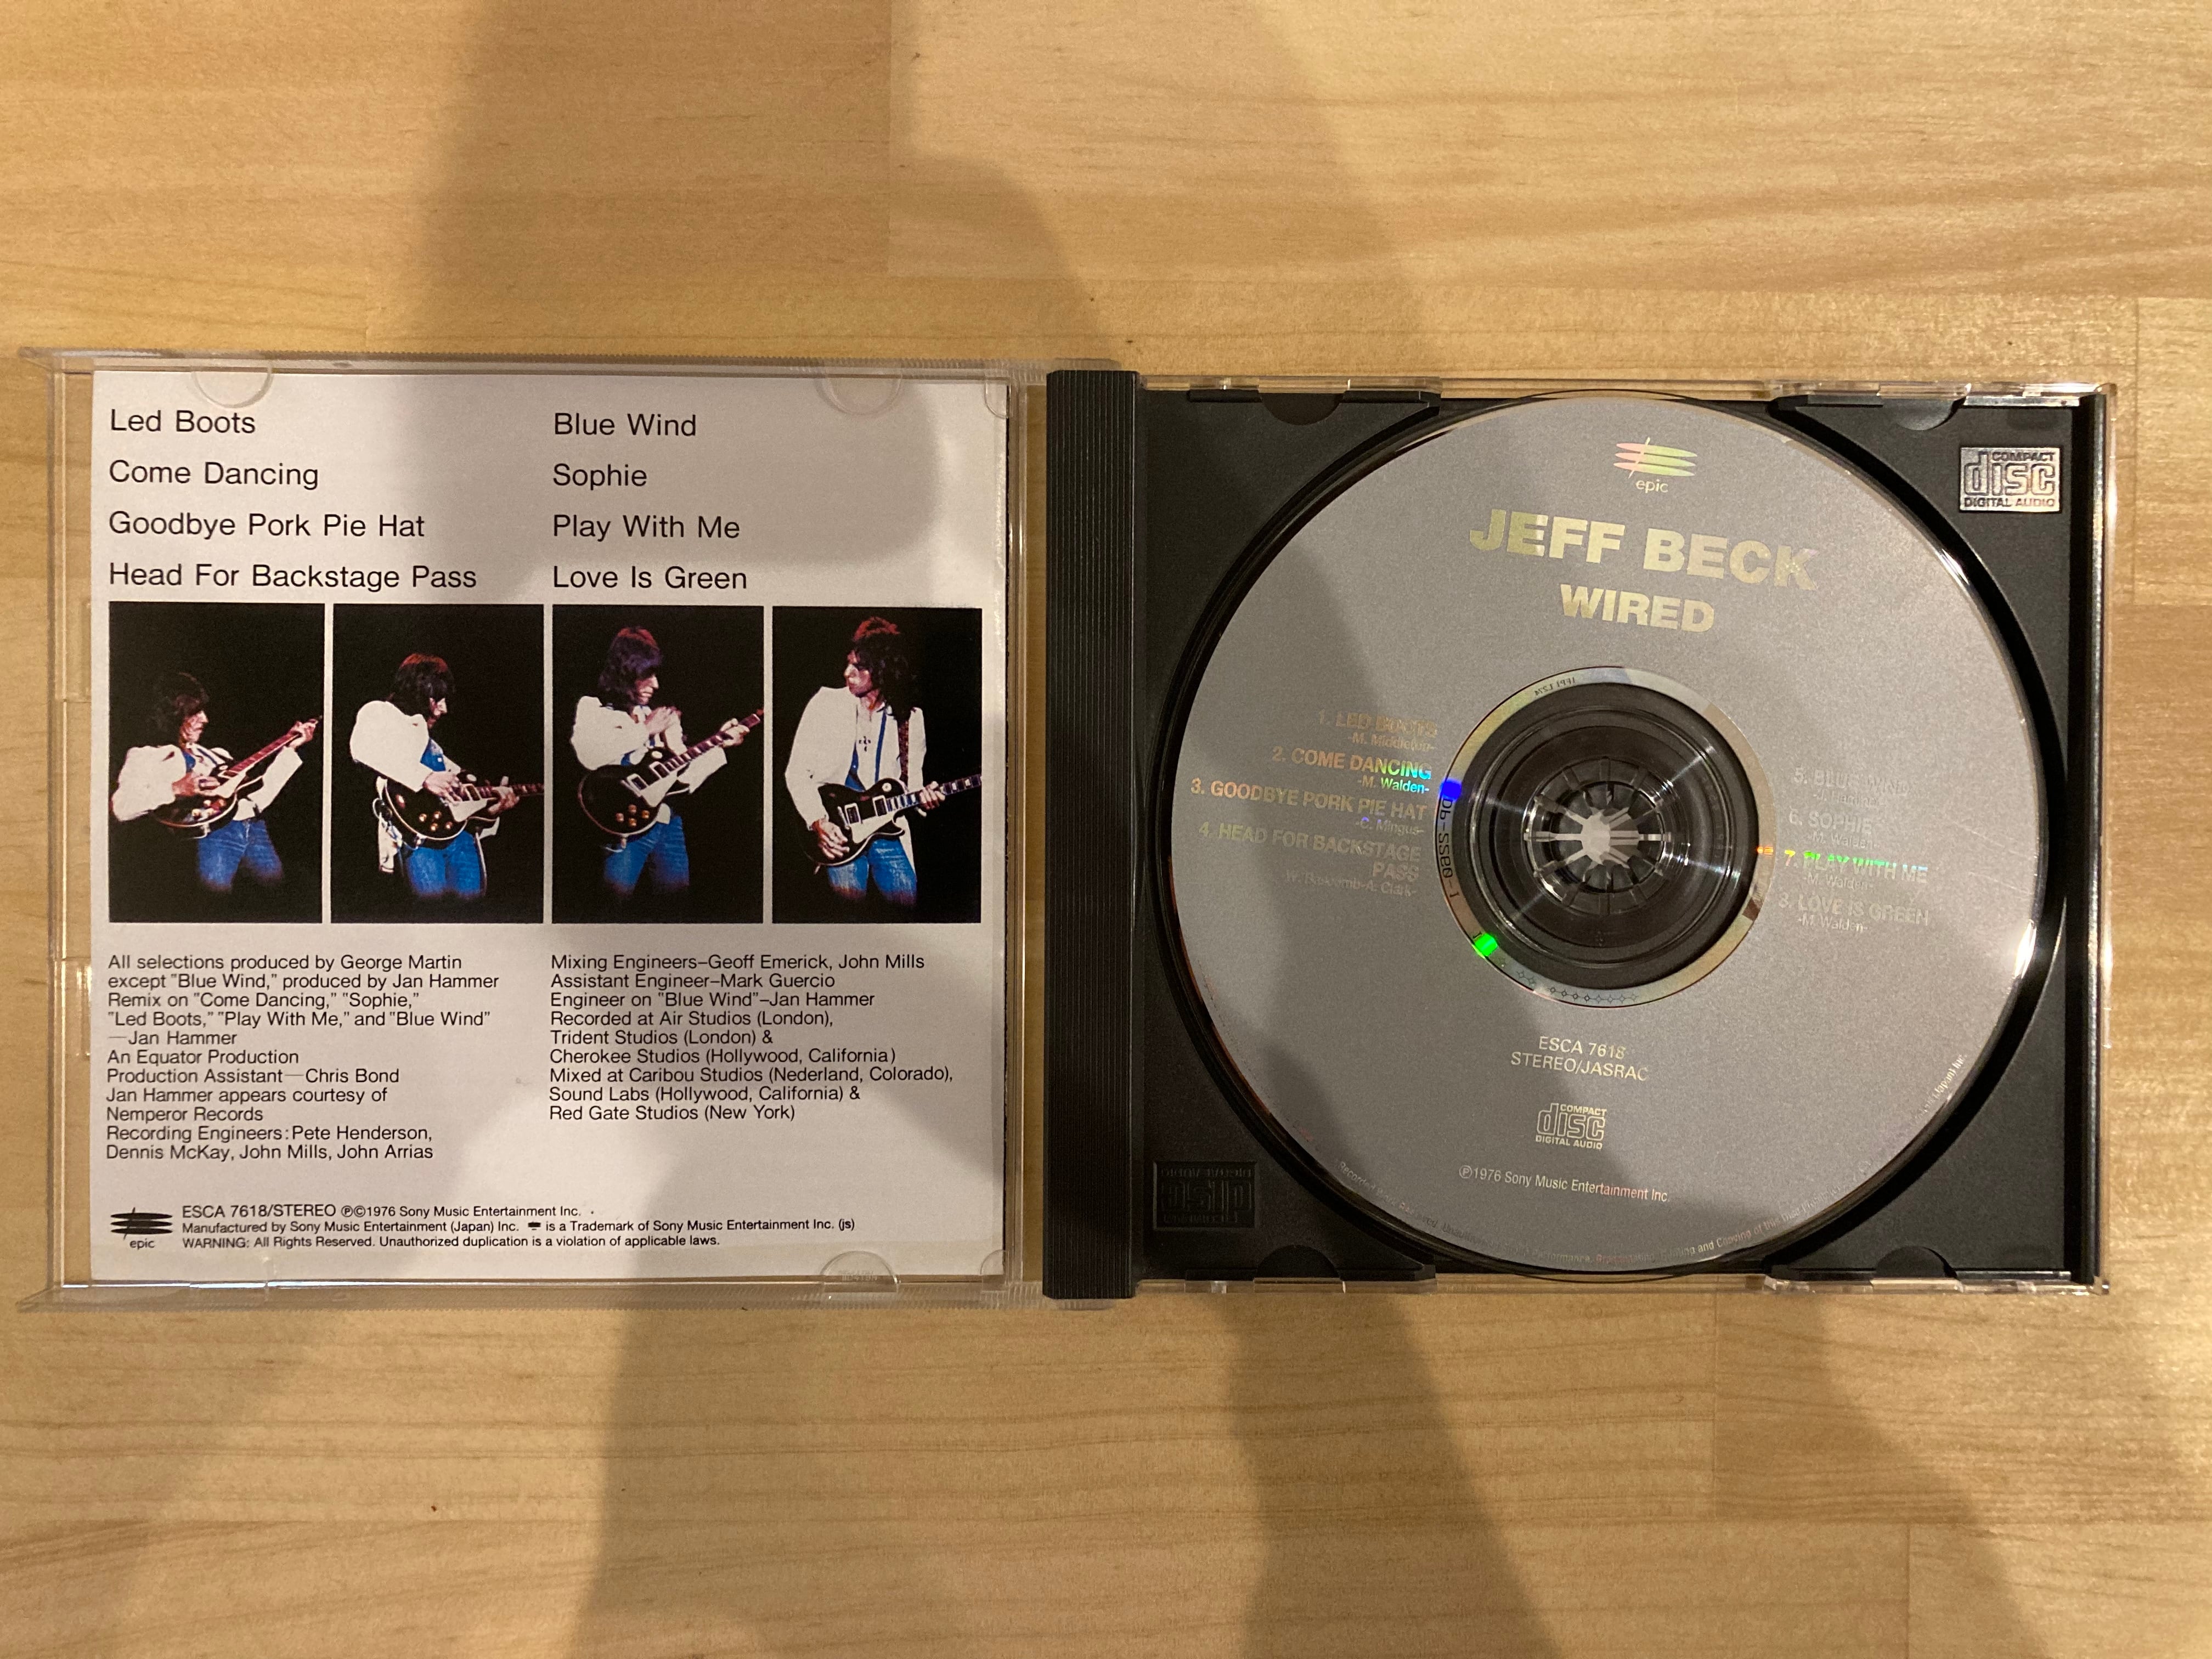 Led Boots
Come Dancing
Goodbye Pork Pie Hat
Head For Backstage Pass
Blue Wind
Sophie
Play With Me
Love Is Green
All selections produced by George Martin
except "Blue Wind," produced by Jan Hammer
Remix on "Come Dancing," "Sophie,"
"Led Boots," "Play With Me," and "Blue Wind"
—Jan Hammer
An Equator Production
Production Assistant—Chris Bond
Jan Hammer appears courtesy of
Nemperor Records
Recording Engineers: Pete Henderson,
Dennis McKay, John Mills, John Arrias
Mixing Engineers–Geoff Emerick, John Mills
Assistant Engineer–Mark Guercio
Engineer on "Blue Wind"–Jan Hammer
Recorded at Air Studios (London),
Trident Studios (London) &
Cherokee Studios (Hollywood, California)
Mixed at Caribou Studios (Nederland, Colorado),
Sound Labs (Hollywood, California) &
Red Gate Studios (New York)
epic
ESCA 7618/STEREO ℗©1976 Sony Music Entertainment Inc.
Manufactured by Sony Music Entertainment (Japan) Inc. is a Trademark of Sony Music Entertainment Inc. (js)
WARNING: All Rights Reserved. Unauthorized duplication is a violation of applicable laws.
epic
JEFF BECK
WIRED
1. LED BOOTS
-M. Middleton-
2. COME DANCING
-M. Walden-
3. GOODBYE PORK PIE HAT
-C. Mingus-
4. HEAD FOR BACKSTAGE
PASS
5. BLUE WIND
6. SOPHIE
-M. Walden-
7. PLAY WITH ME
-M. Walden-
LOVE IS GREEN
-M. Walden-
ESCA 7618
STEREO/JASRAC
COMPACT
disc
DIGITAL AUDIO
℗1976 Sony Music Entertainment Inc.
COMPACT
disc
DIGITAL AUDIO